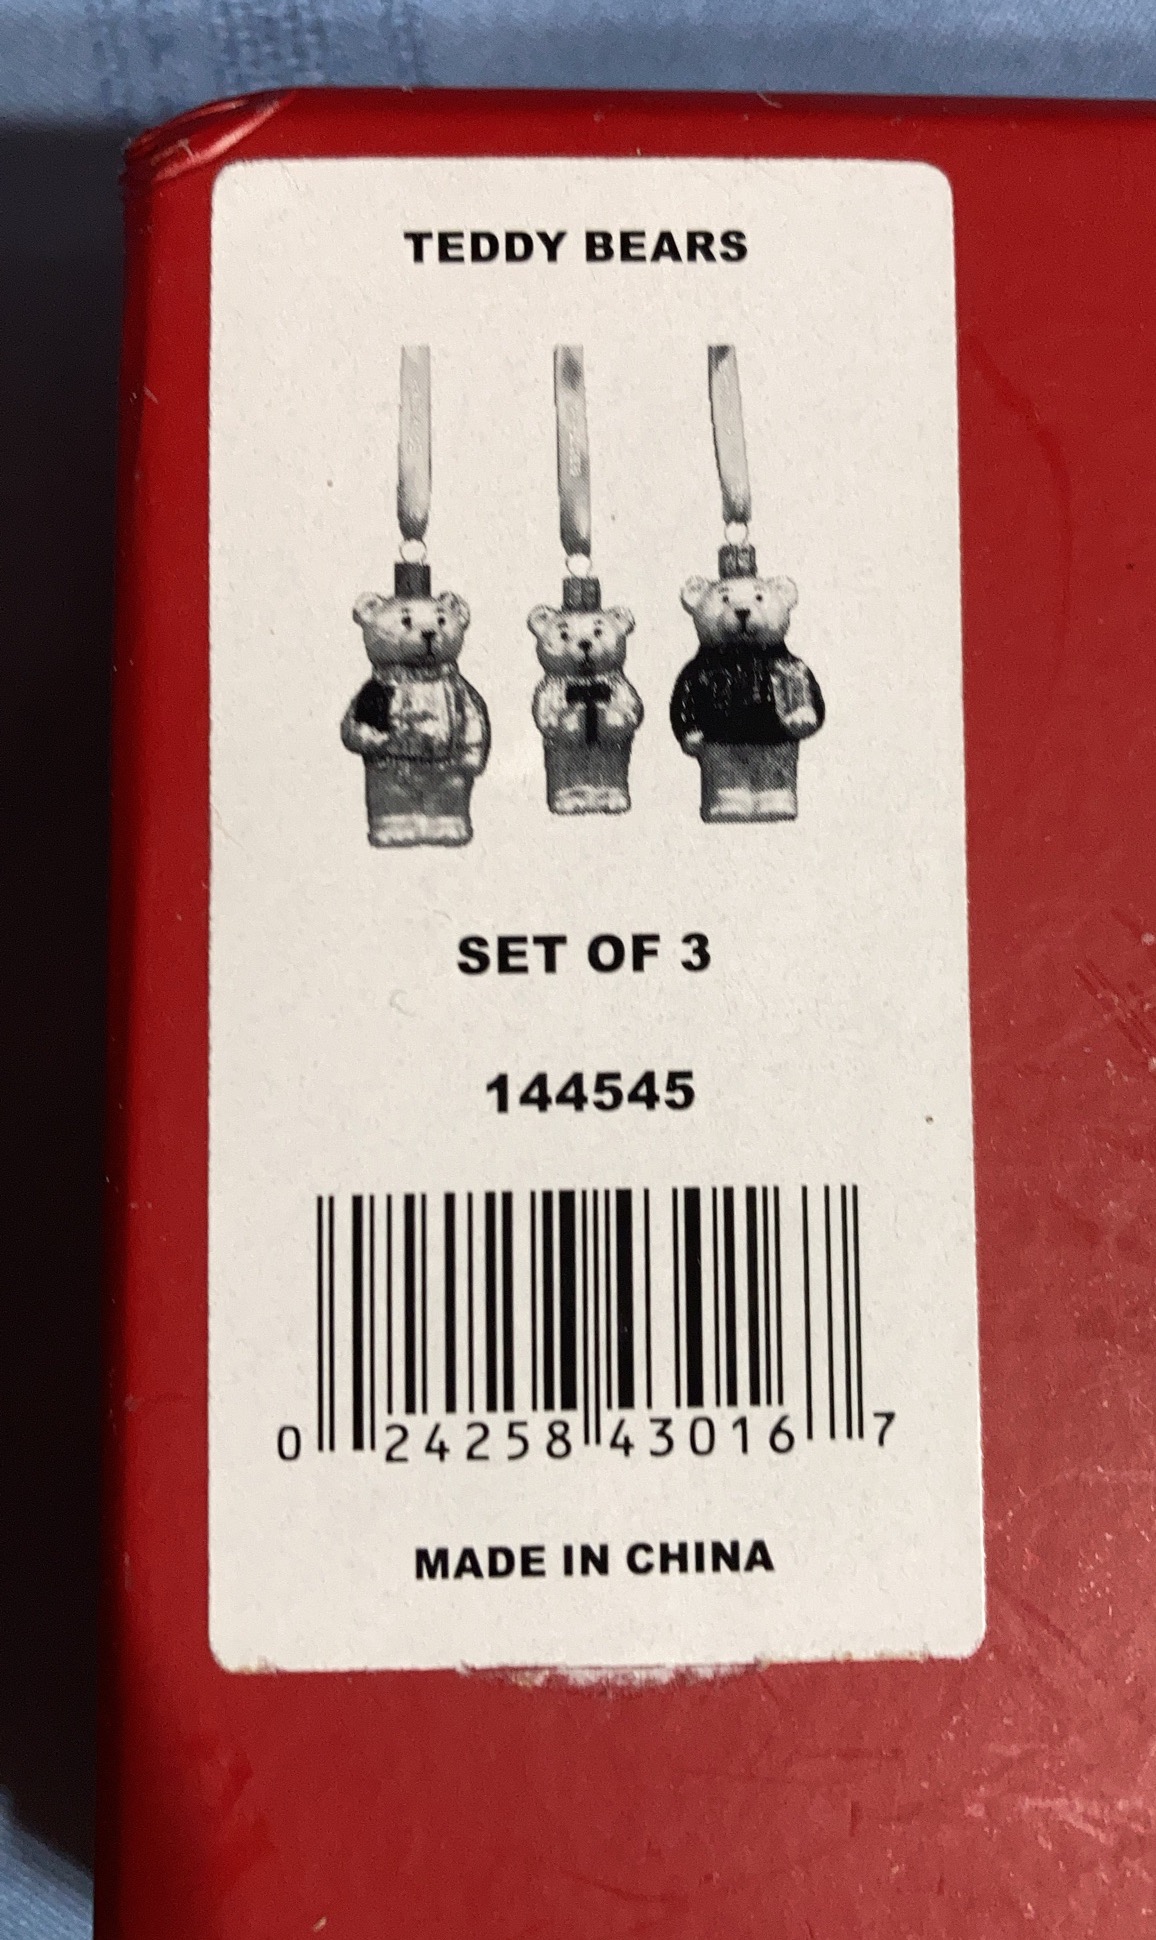 TEDDY BEARS
SET OF 3
144545
0 24258 43016 7
MADE IN CHINA